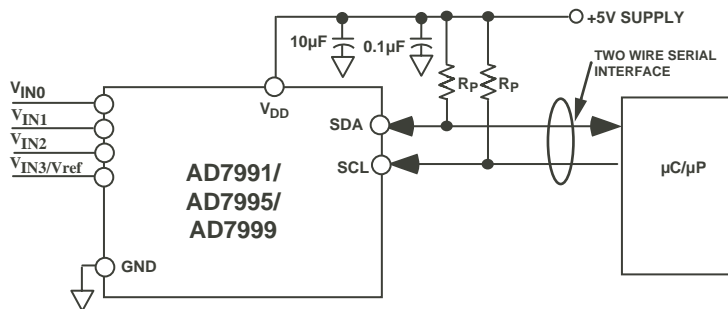 +5V SUPPLY
10µF
0.1µF
TWO WIRE SERIAL
INTERFACE
RP
RP
VIN0
VIN1
VIN2
VIN3/Vref
VDD
SDA
SCL
AD7991/
AD7995/
AD7999
µC/µP
GND